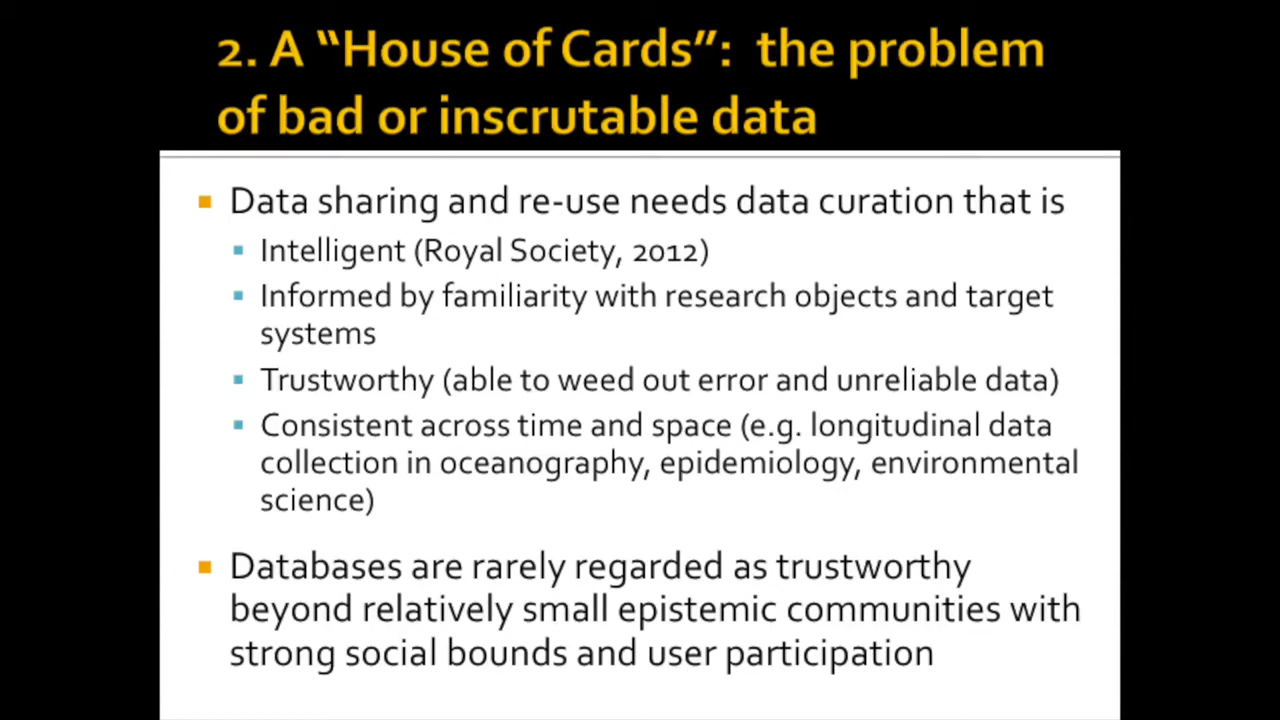 2. A “House of Cards”: the problem
of bad or inscrutable data
Data sharing and re-use needs data curation that is
Intelligent (Royal Society, 2012)
Informed by familiarity with research objects and target
systems
Trustworthy (able to weed out error and unreliable data)
Consistent across time and space (e.g. longitudinal data
collection in oceanography, epidemiology, environmental
science)
Databases are rarely regarded as trustworthy
beyond relatively small epistemic communities with
strong social bounds and user participation